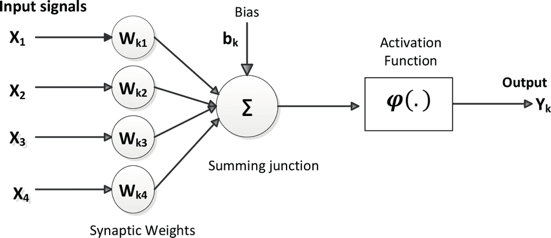 Input signals
X1
X2
X3
X4
Wk1
Wk2
Wk3
Wk4
Synaptic Weights
Bias
bk
Σ
Summing junction
Activation
Function
φ(.)
Output
Yk